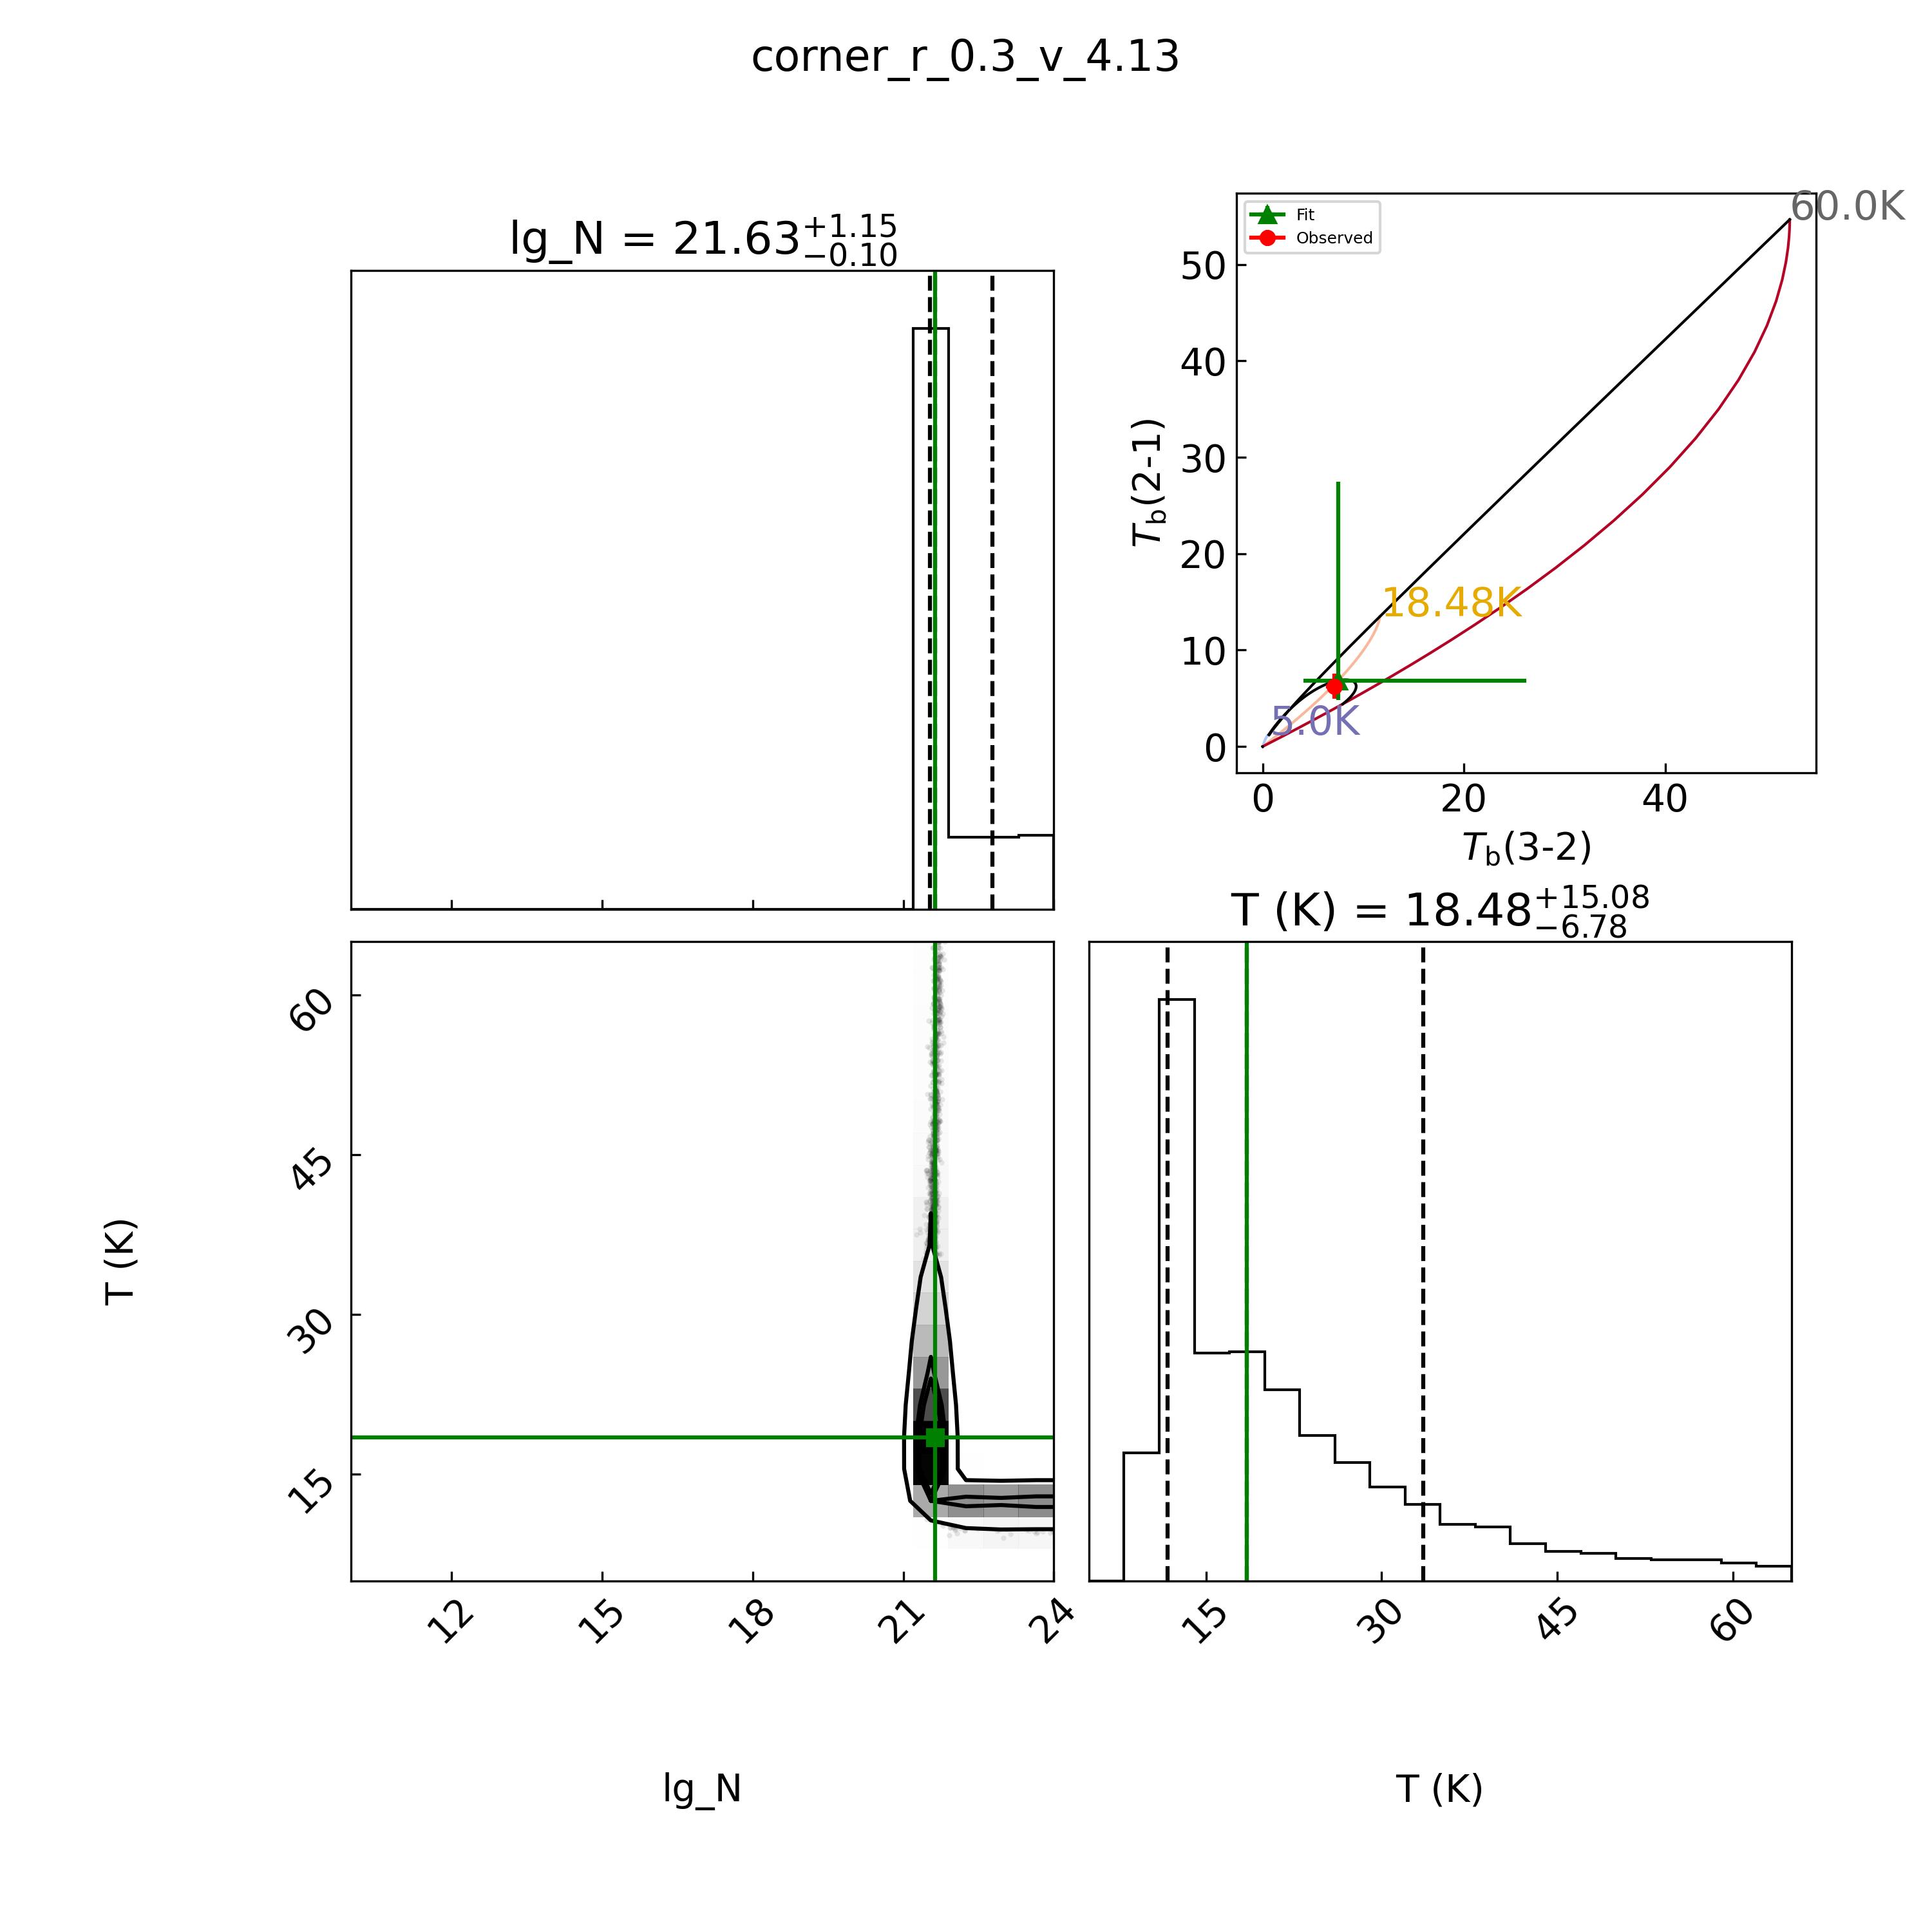 corner_r_0.3_v_4.13
lg_N = 21.63+1.15 −0.10
60.0K
Fit
Observed
50
40
30
20
10
0
Tb(2-1)
18.48K
5.0K
0 20 40
Tb(3-2)
T (K) = 18.48+15.08 −6.78
60
45
30
15
T (K)
12 15 18 21 24
15 30 45 60
lg_N
T (K)